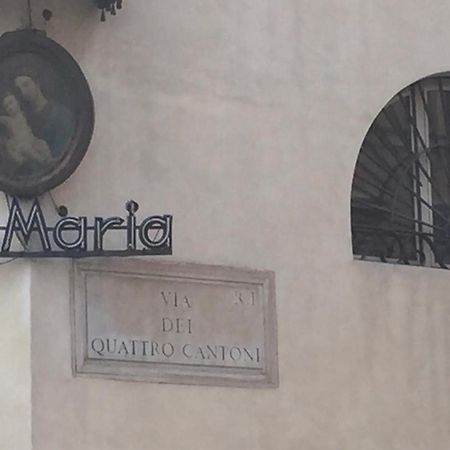 Maria
VIA R I
DEI
QUATTRO CANTONI